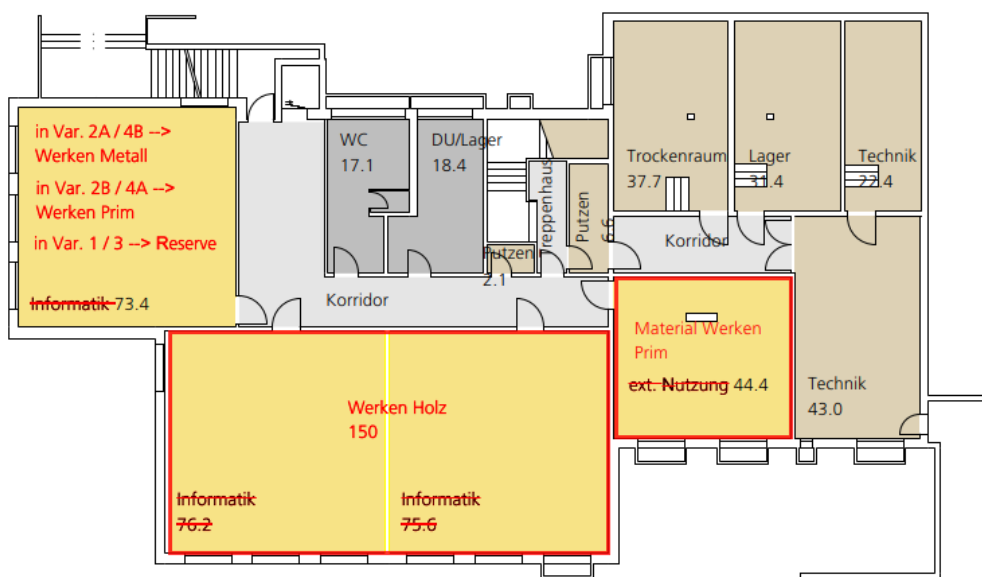 in Var. 2A / 4B -->
Werken Metall
in Var. 2B / 4A -->
Werken Prim
in Var. 1 / 3 --> Reserve
Informatik 73.4
WC
17.1
DU/Lager
18.4
Putzen
2.1
Treppenhaus
Putzen
6.6
Trockenraum
37.7
Lager
31.4
Technik
22.4
Korridor
Korridor
Material Werken
Prim
ext. Nutzung 44.4
Technik
43.0
Werken Holz
150
Informatik
76.2
Informatik
75.6